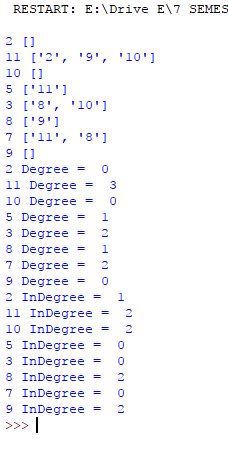 RESTART: E:\Drive E\7 SEMES
2 []
11 ['2', '9', '10']
10 []
5 ['11']
3 ['8', '10']
8 ['9']
7 ['11', '8']
9 []
2 Degree =  0
11 Degree =  3
10 Degree =  0
5 Degree =  1
3 Degree =  2
8 Degree =  1
7 Degree =  2
9 Degree =  0
2 InDegree =  1
11 InDegree =  2
10 InDegree =  2
5 InDegree =  0
3 InDegree =  0
8 InDegree =  2
7 InDegree =  0
9 InDegree =  2
>>>